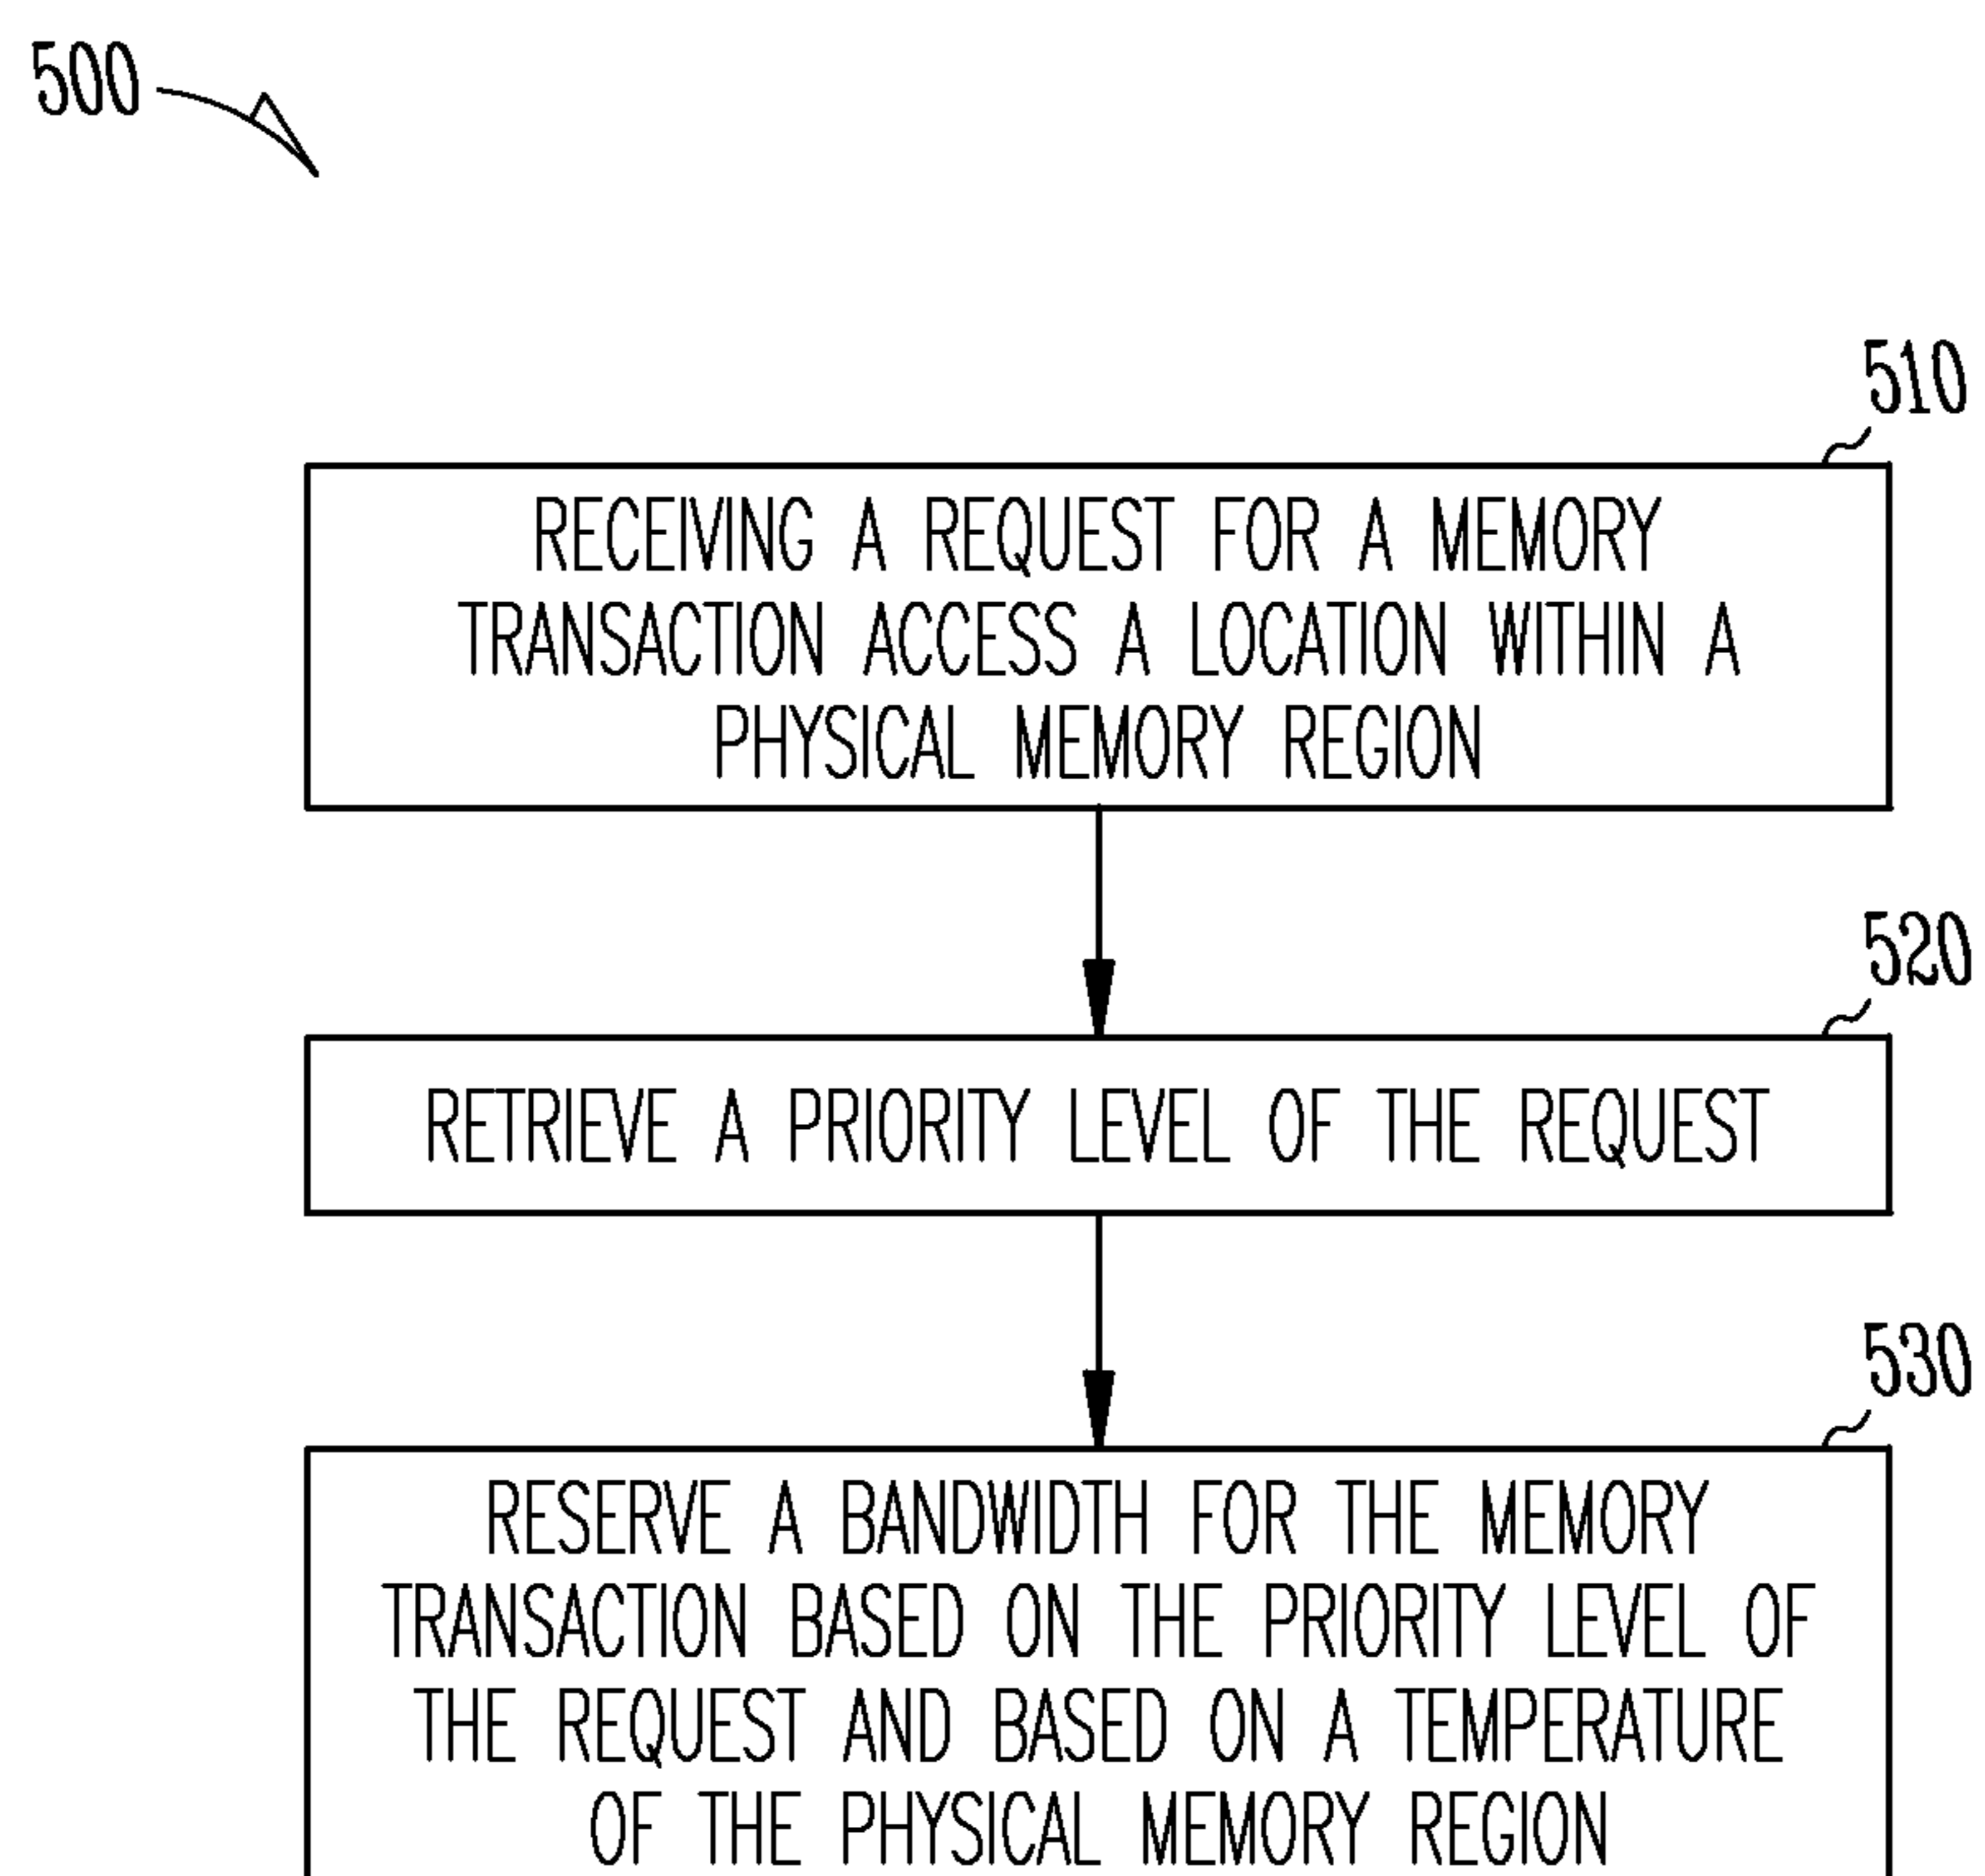 500
510
RECEIVING A REQUEST FOR A MEMORY
TRANSACTION ACCESS A LOCATION WITHIN A
PHYSICAL MEMORY REGION
520
RETRIEVE A PRIORITY LEVEL OF THE REQUEST
530
RESERVE A BANDWIDTH FOR THE MEMORY
TRANSACTION BASED ON THE PRIORITY LEVEL OF
THE REQUEST AND BASED ON A TEMPERATURE
OF THE PHYSICAL MEMORY REGION